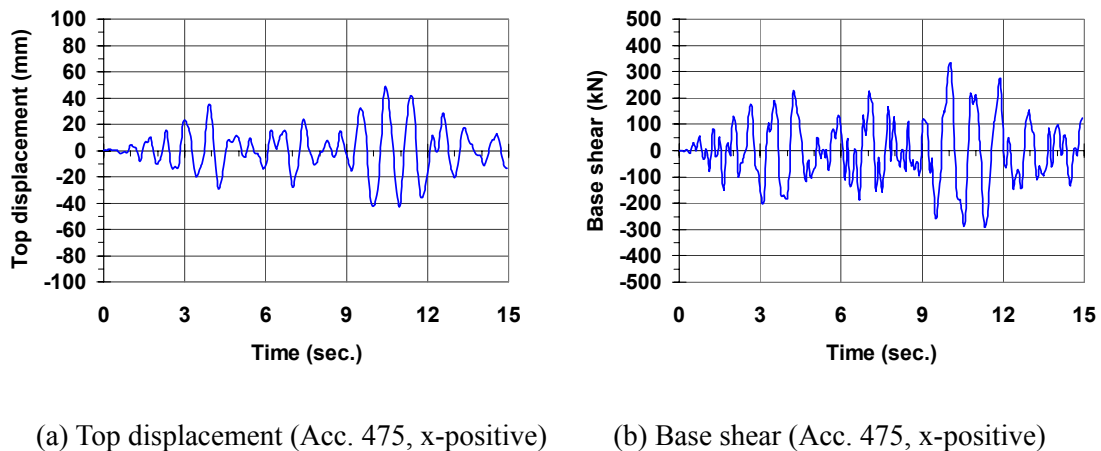 Top displacement (mm)
100
80
60
40
20
0
-20
-40
-60
-80
-100
0 3 6 9 12 15
Time (sec.)
Base shear (kN)
500
400
300
200
100
0
-100
-200
-300
-400
-500
0 3 6 9 12 15
Time (sec.)
(a) Top displacement (Acc. 475, x-positive)
(b) Base shear (Acc. 475, x-positive)